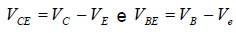 V_CE = V_C − V_E e V_BE = V_B − V_e